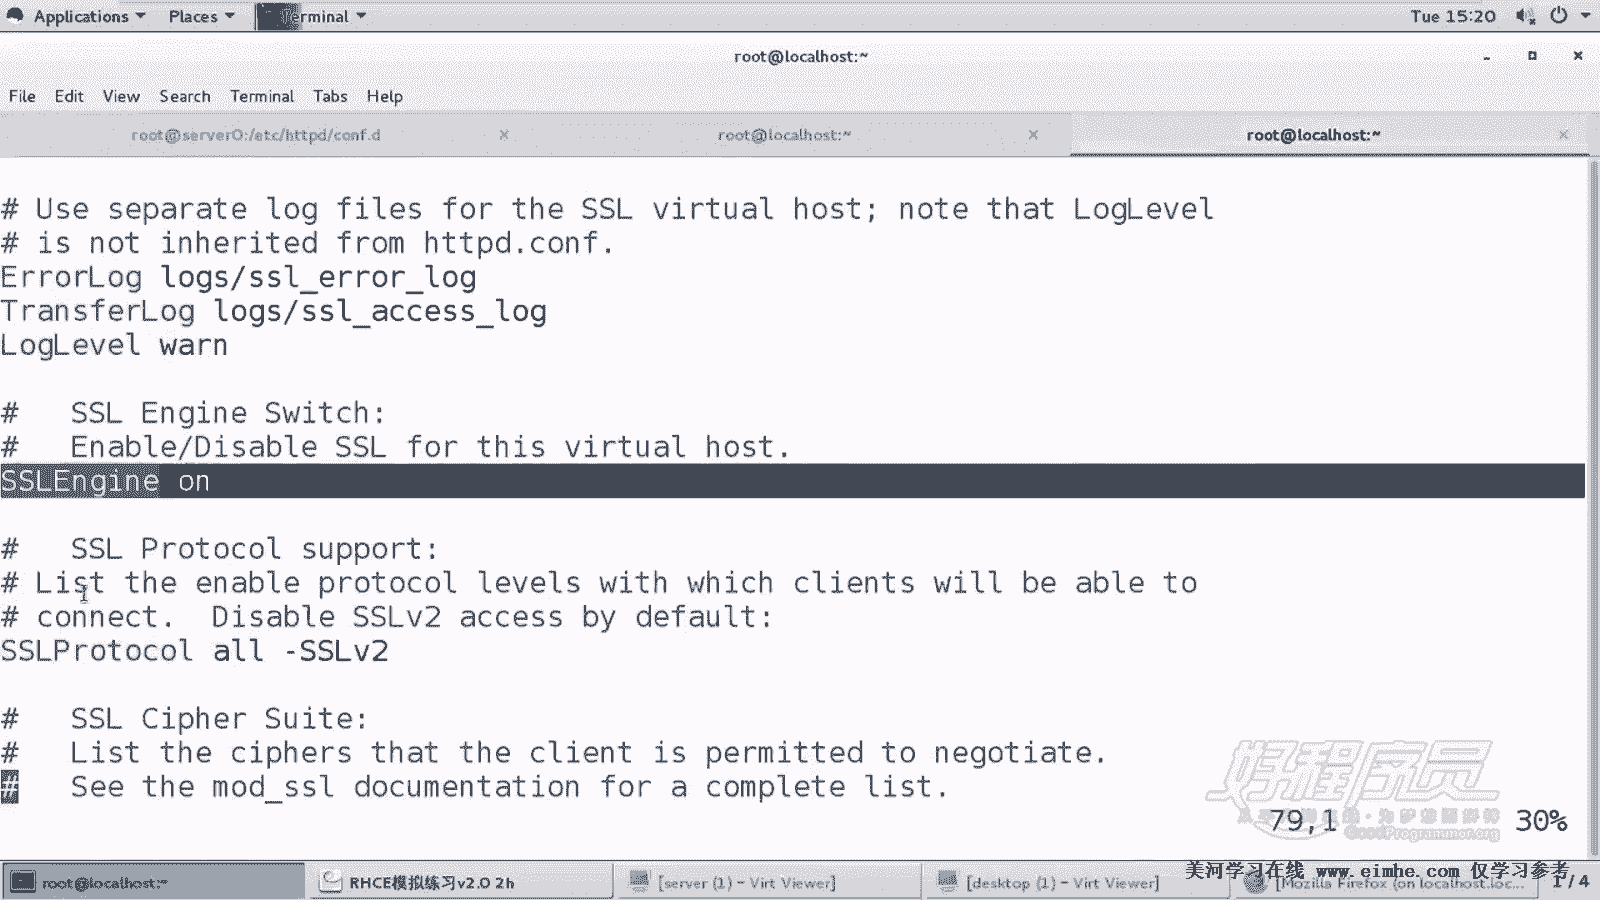 Applications Places Terminal Tue 15:20
root@localhost:~
File Edit View Search Terminal Tabs Help
root@server0:/etc/httpd/conf.d root@localhost:~ root@localhost:~
# Use separate log files for the SSL virtual host; note that LogLevel
# is not inherited from httpd.conf.
ErrorLog logs/ssl_error_log
TransferLog logs/ssl_access_log
LogLevel warn
#   SSL Engine Switch:
#   Enable/Disable SSL for this virtual host.
SSLEngine on
#   SSL Protocol support:
# List the enable protocol levels with which clients will be able to
# connect.  Disable SSLv2 access by default:
SSLProtocol all -SSLv2
#   SSL Cipher Suite:
#   List the ciphers that the client is permitted to negotiate.
#   See the mod_ssl documentation for a complete list.
好程序员
79,1 30%
GoodProgrammer.org
美河学习在线 www.eimhe.com 仅学习参考
root@localhost:~ RHCE模拟练习v2.0 2h [server (1) - Virt Viewer] [desktop (1) - Virt Viewer] [Mozilla Firefox (on localhost.loc... 1 / 4